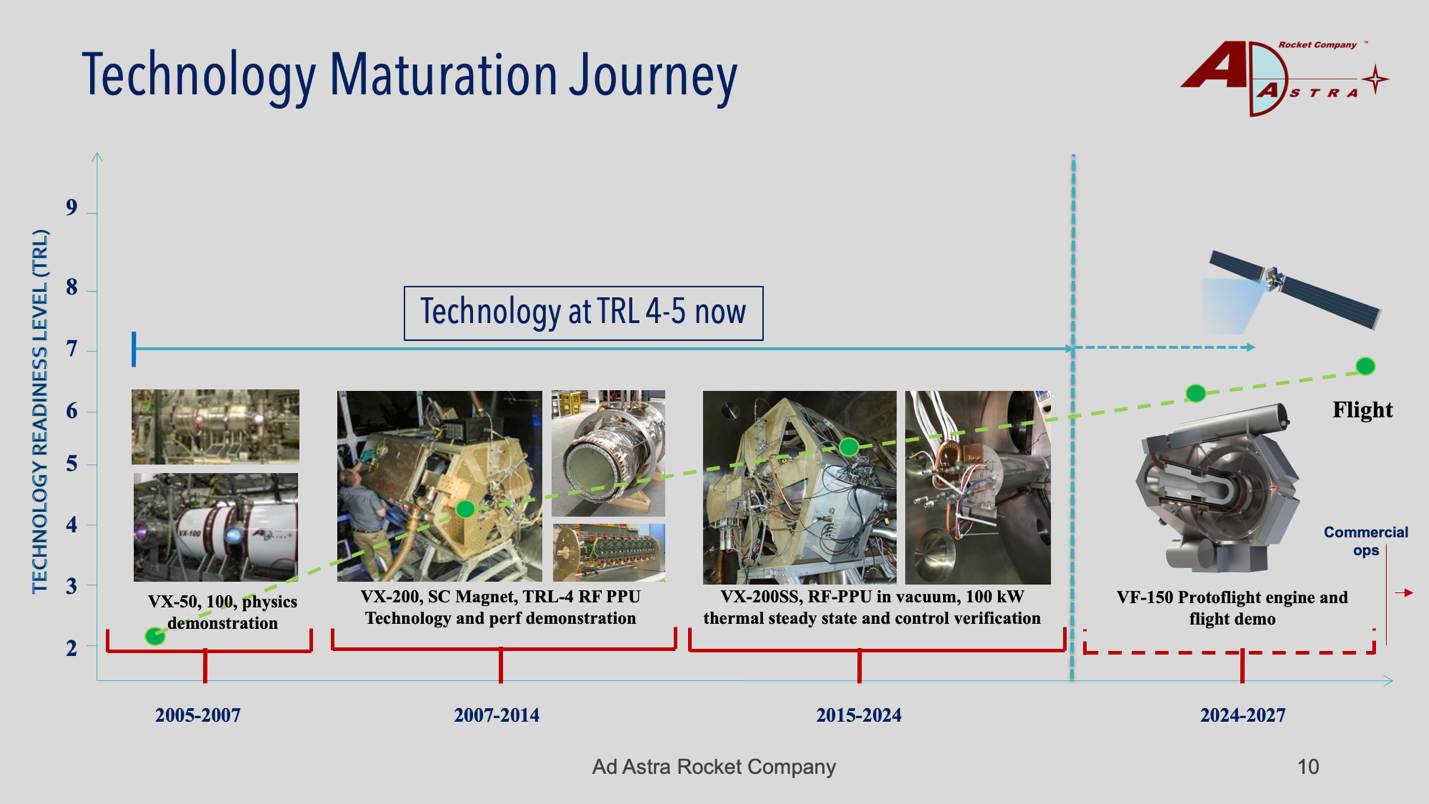 Technology Maturation Journey
Rocket Company ™
AD ASTRA
TECHNOLOGY READINESS LEVEL (TRL)
9
8
7
6
5
4
3
2
Technology at TRL 4-5 now
VX-100
VX-50, 100, physics
demonstration
VX-200, SC Magnet, TRL-4 RF PPU
Technology and perf demonstration
VX-200SS, RF-PPU in vacuum, 100 kW
thermal steady state and control verification
Flight
VF-150 Protoflight engine and
flight demo
Commercial
ops
2005-2007
2007-2014
2015-2024
2024-2027
Ad Astra Rocket Company
10